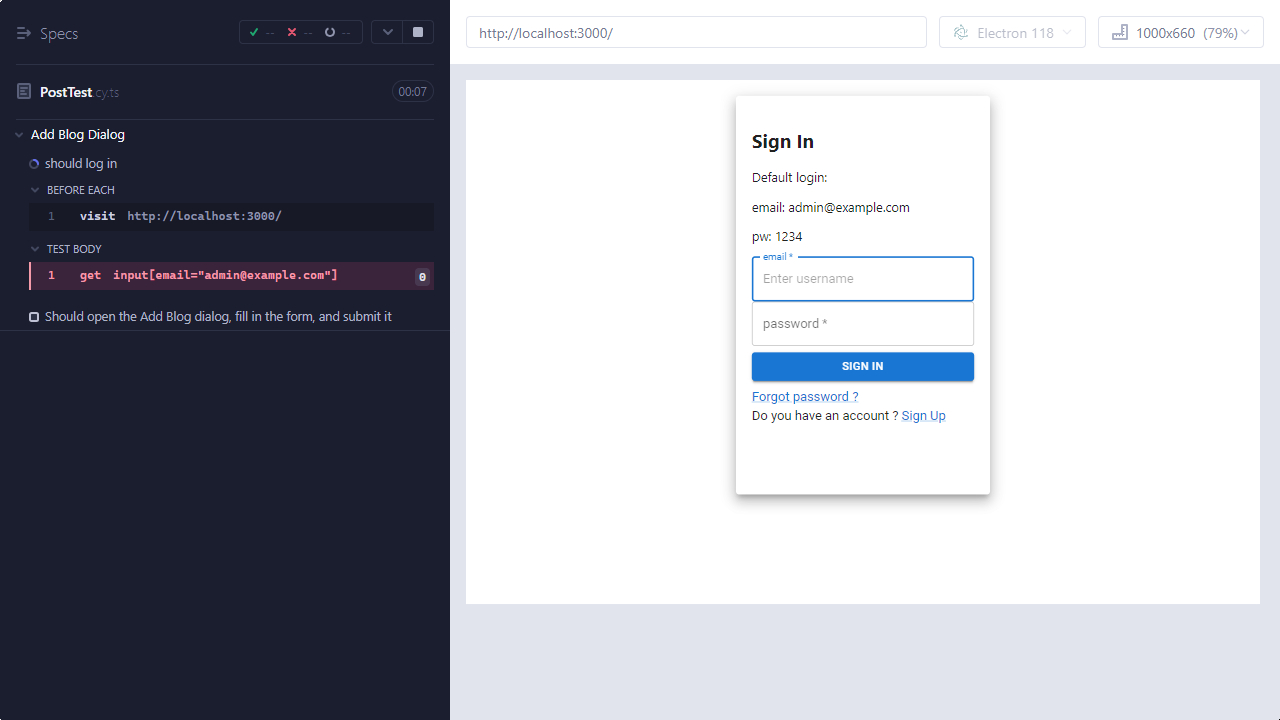 Specs
-- -- --
PostTest.cy.ts 00:07
Add Blog Dialog
should log in
BEFORE EACH
1 visit http://localhost:3000/
TEST BODY
1 get input[email="admin@example.com"] 0
Should open the Add Blog dialog, fill in the form, and submit it
http://localhost:3000/
Electron 118
1000x660 (79%)
Sign In
Default login:
email: admin@example.com
pw: 1234
email *
Enter username
password *
SIGN IN
Forgot password ?
Do you have an account ? Sign Up